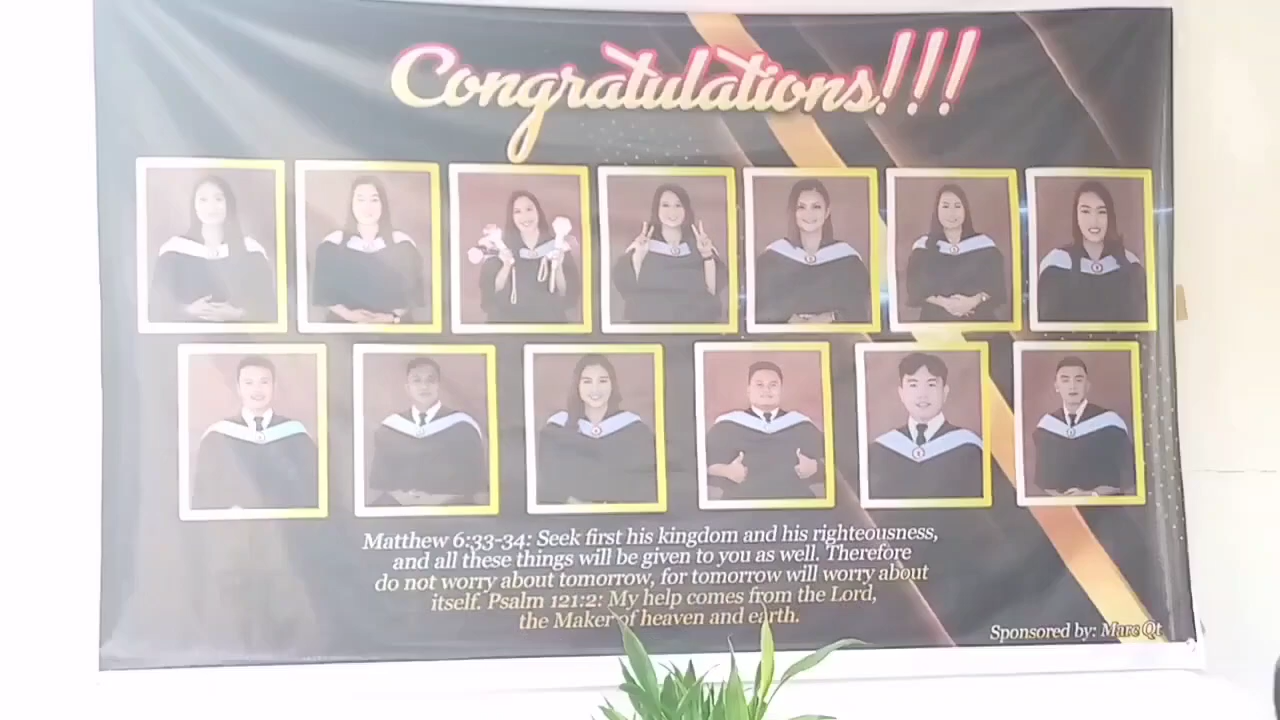 Congratulations!!!
Matthew 6:33-34: Seek first his kingdom and his righteousness,
and all these things will be given to you as well. Therefore
do not worry about tomorrow, for tomorrow will worry about
itself. Psalm 121:2: My help comes from the Lord,
the Maker of heaven and earth.
Sponsored by: Marc Qt